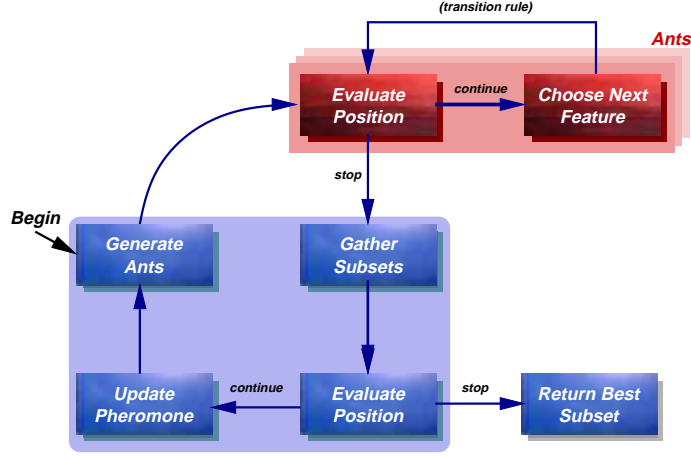 (transition rule)
Ants
Evaluate
Position
continue
Choose Next
Feature
stop
Begin
Generate
Ants
Gather
Subsets
Update
Pheromone
continue
Evaluate
Position
stop
Return Best
Subset